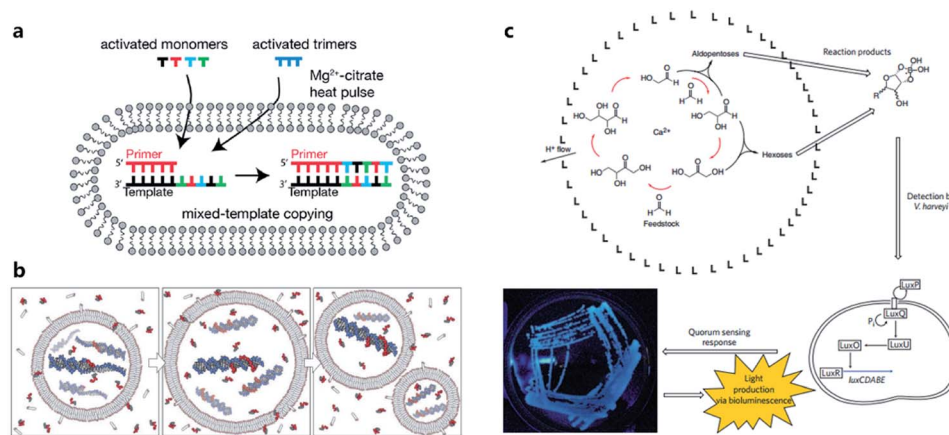 a
activated monomers
activated trimers
Mg²⁺-citrate
heat pulse
Primer
5'
3'
Template
Primer
5'
3'
Template
mixed-template copying
b
c
L L L L L L L L L L L L L L L L L L L L L L L L L L L L L L L L L L L L
Aldopentoses
Reaction products
Ca²⁺
H⁺ flow
Hexoses
Feedstock
Detection b
V. harveyi
LuxP
LuxQ
Pᵢ
LuxO
LuxU
LuxR
luxCDABE
Quorum sensing
response
Light
production
via bioluminescence